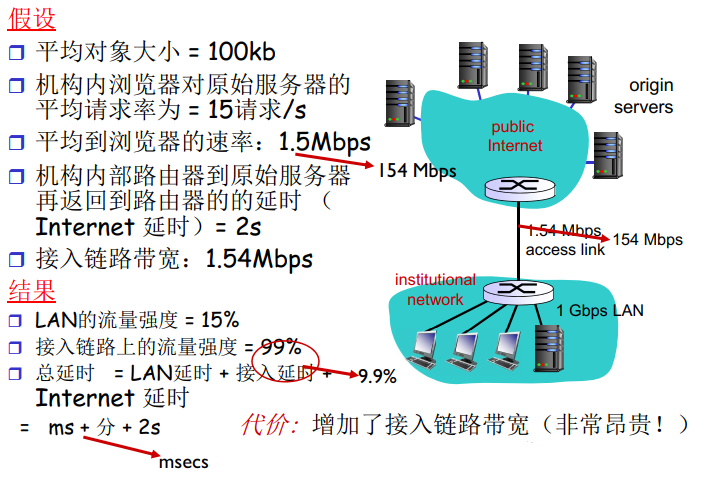 假设
平均对象大小 = 100kb
机构内浏览器对原始服务器的
平均请求率为 = 15请求/s
平均到浏览器的速率：1.5Mbps
154 Mbps
机构内部路由器到原始服务器
再返回到路由器的的延时 （
Internet 延时）= 2s
接入链路带宽：1.54Mbps
结果
LAN的流量强度 = 15%
接入链路上的流量强度 = 99%
9.9%
总延时 = LAN延时 + 接入延时 +
Internet 延时
= ms + 分 + 2s
msecs
origin
servers
public
Internet
1.54 Mbps
access link
154 Mbps
institutional
network
1 Gbps LAN
代价：增加了接入链路带宽（非常昂贵！）